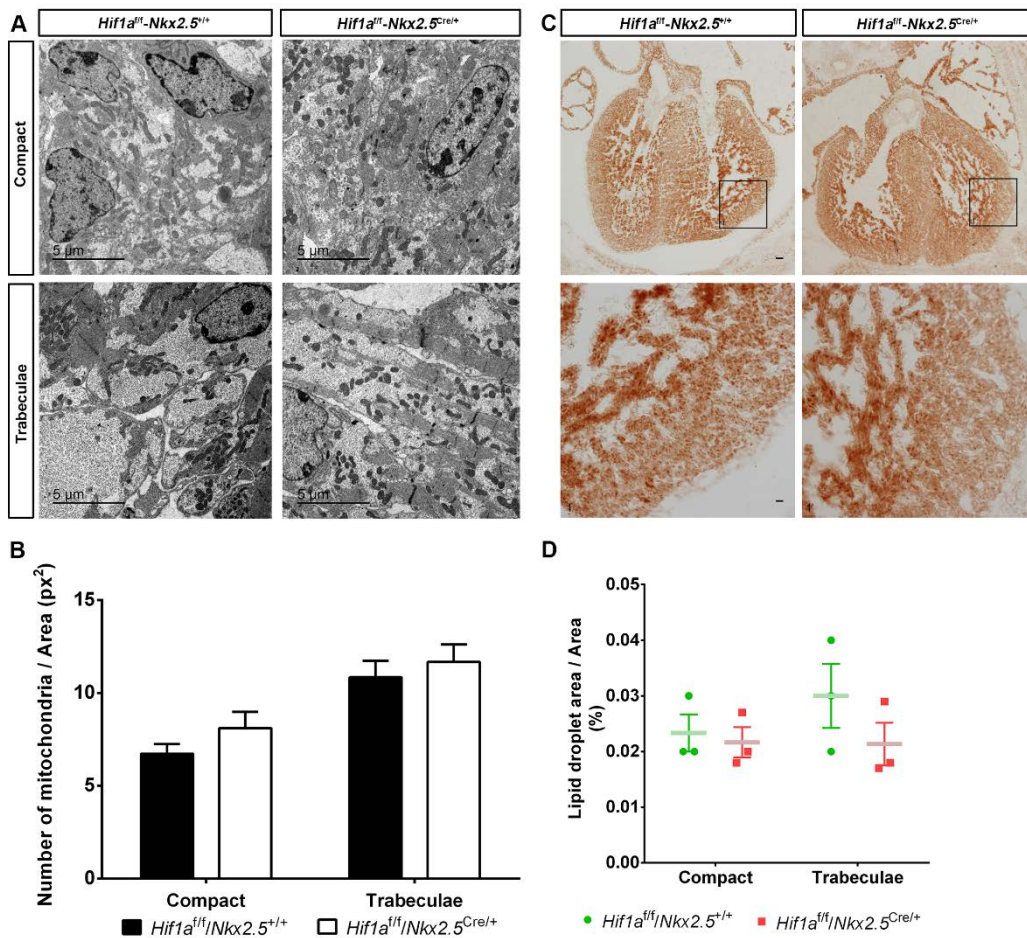 A
Hif1a^f/f-Nkx2.5^+/+
Hif1a^f/f-Nkx2.5^Cre/+
Compact
5 µm
5 µm
Trabeculae
5 µm
5 µm
C
Hif1a^f/f-Nkx2.5^+/+
Hif1a^f/f-Nkx2.5^Cre/+
B
Number of mitochondria / Area (px²)
15
10
5
0
Compact
Trabeculae
Hif1a^f/f/Nkx2.5^+/+
Hif1a^f/f/Nkx2.5^Cre/+
D
Lipid droplet area / Area
(%)
0.05
0.04
0.03
0.02
0.01
0.00
Compact
Trabeculae
Hif1a^f/f/Nkx2.5^+/+
Hif1a^f/f/Nkx2.5^Cre/+